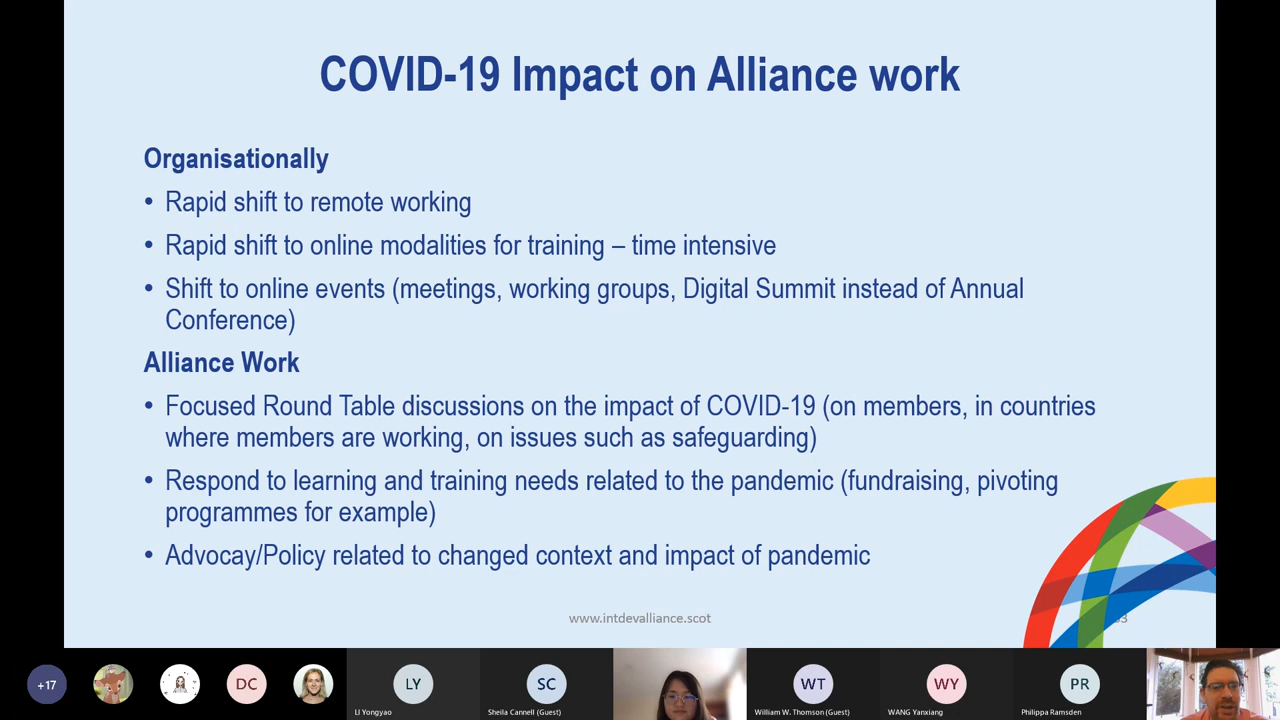 COVID-19 Impact on Alliance work
Organisationally
• Rapid shift to remote working
• Rapid shift to online modalities for training – time intensive
• Shift to online events (meetings, working groups, Digital Summit instead of Annual
Conference)
Alliance Work
• Focused Round Table discussions on the impact of COVID-19 (on members, in countries
where members are working, on issues such as safeguarding)
• Respond to learning and training needs related to the pandemic (fundraising, pivoting
programmes for example)
• Advocay/Policy related to changed context and impact of pandemic
www.intdevalliance.scot
+17
DC
LY
SC
WT
WY
PR
LI Yongyao
Sheila Cannell (Guest)
William W. Thomson (Guest)
WANG Yanxiang
Philippa Ramsden